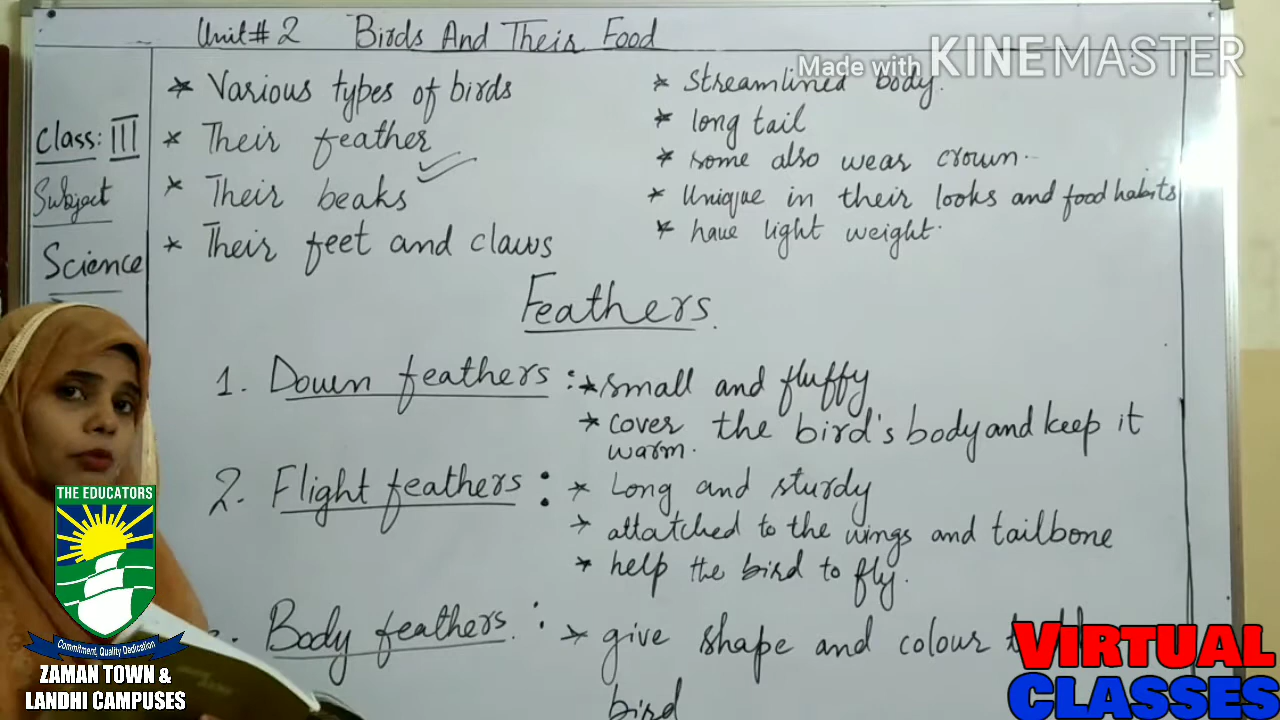 Unit# 2 Birds And Their Food
Made with KINEMASTER
Class: III
Subject
Science
* Various types of birds
* Their feather
* Their beaks
* Their feet and claws
* Streamlined body.
* long tail
* some also wear crown.
* Unique in their looks and food habits
* have light weight.
Feathers.
1. Down feathers : * small and fluffy
* cover the bird's body and keep it
warm.
2. Flight feathers : * Long and sturdy
* attatched to the wings and tailbone
* help the bird to fly.
Body feathers. : * give shape and colour
bird
THE EDUCATORS
Commitment, Quality, Dedication
ZAMAN TOWN &
LANDHI CAMPUSES
VIRTUAL
CLASSES